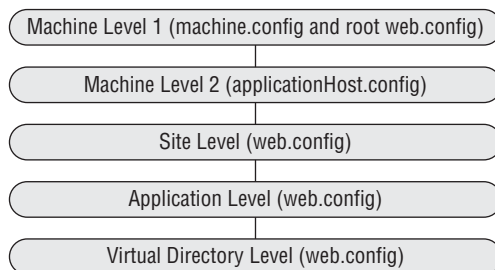 Machine Level 1 (machine.config and root web.config)
Machine Level 2 (applicationHost.config)
Site Level (web.config)
Application Level (web.config)
Virtual Directory Level (web.config)